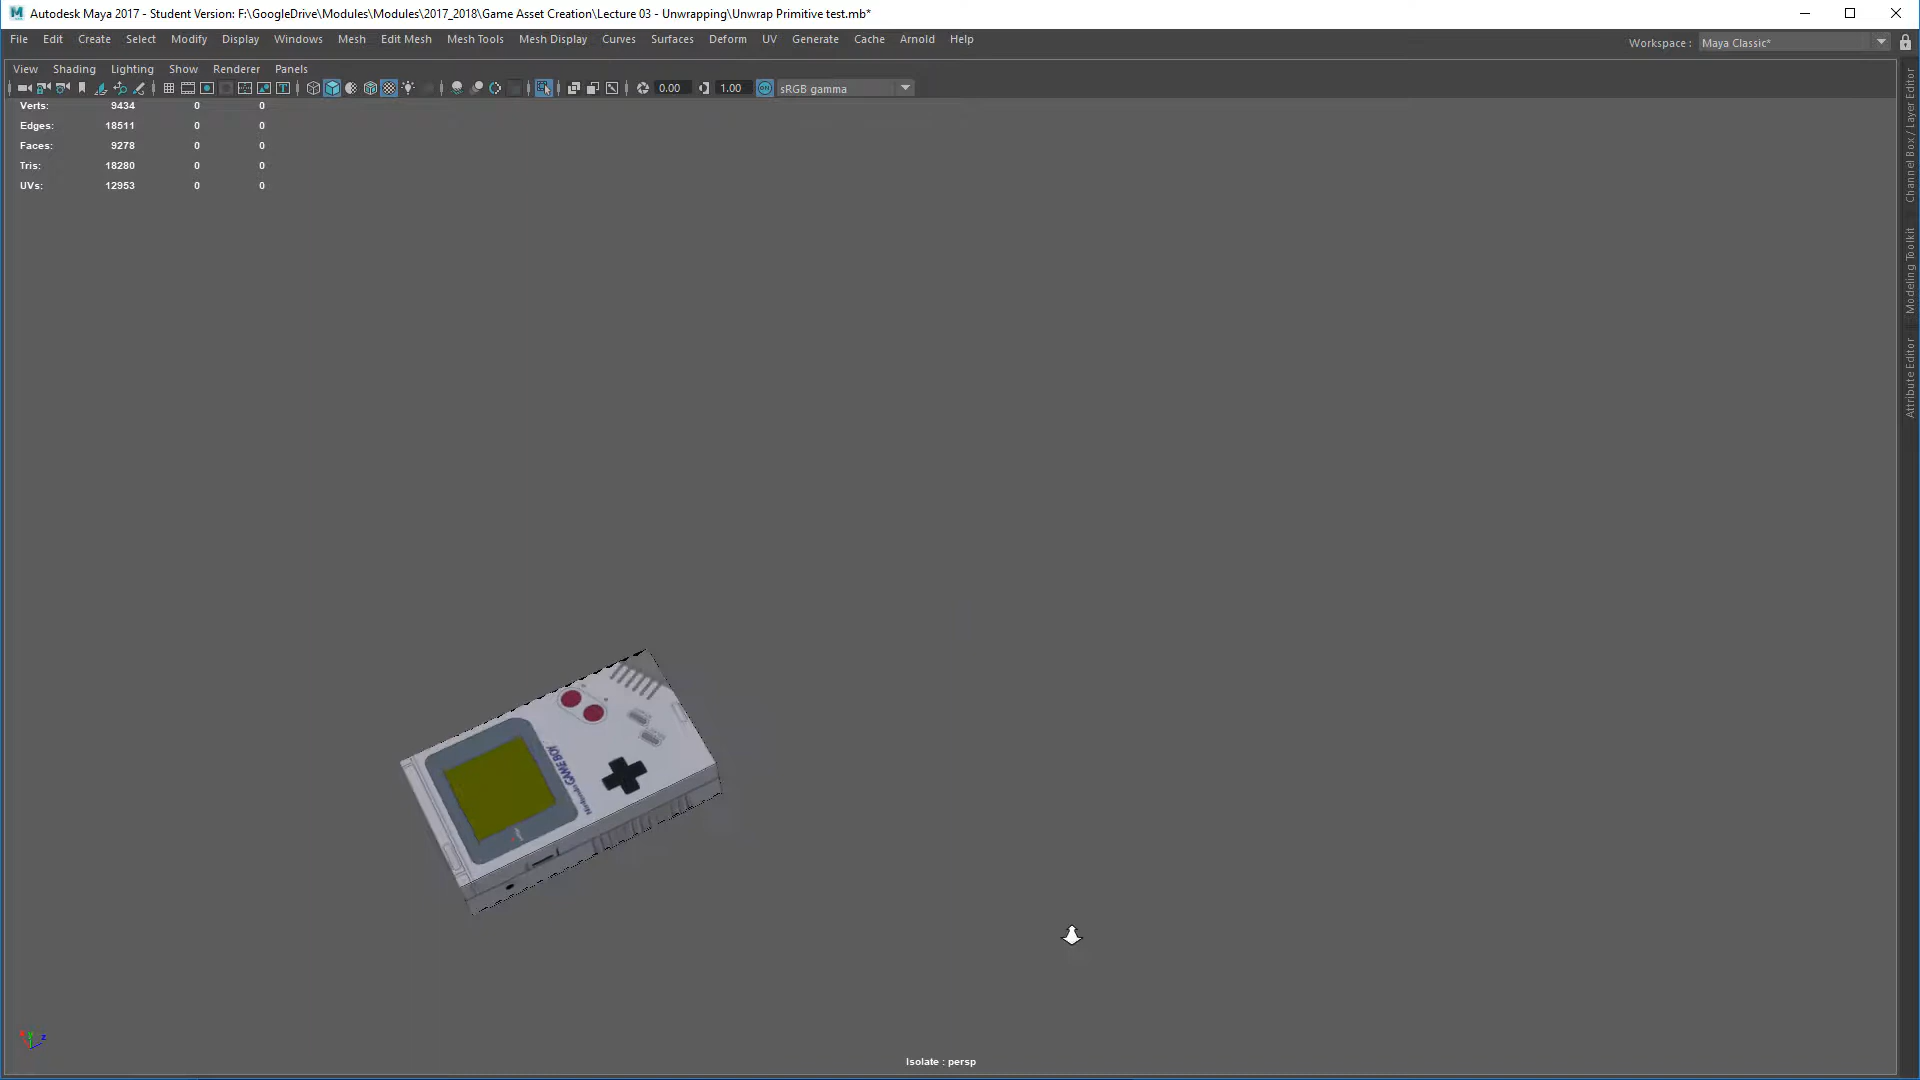 Autodesk Maya 2017 - Student Version: F:\GoogleDrive\Modules\Modules\2017_2018\Game Asset Creation\Lecture 03 - Unwrapping\Unwrap Primitive test.mb*
File Edit Create Select Modify Display Windows Mesh Edit Mesh Mesh Tools Mesh Display Curves Surfaces Deform UV Generate Cache Arnold Help
Workspace : Maya Classic*
View Shading Lighting Show Renderer Panels
0.00 1.00 ON sRGB gamma
Verts: 9434 0 0
Edges: 18511 0 0
Faces: 9278 0 0
Tris: 18280 0 0
UVs: 12953 0 0
Channel Box / Layer Editor
Modeling Toolkit
Attribute Editor
Nintendo GAME BOY
x y z
Isolate : persp